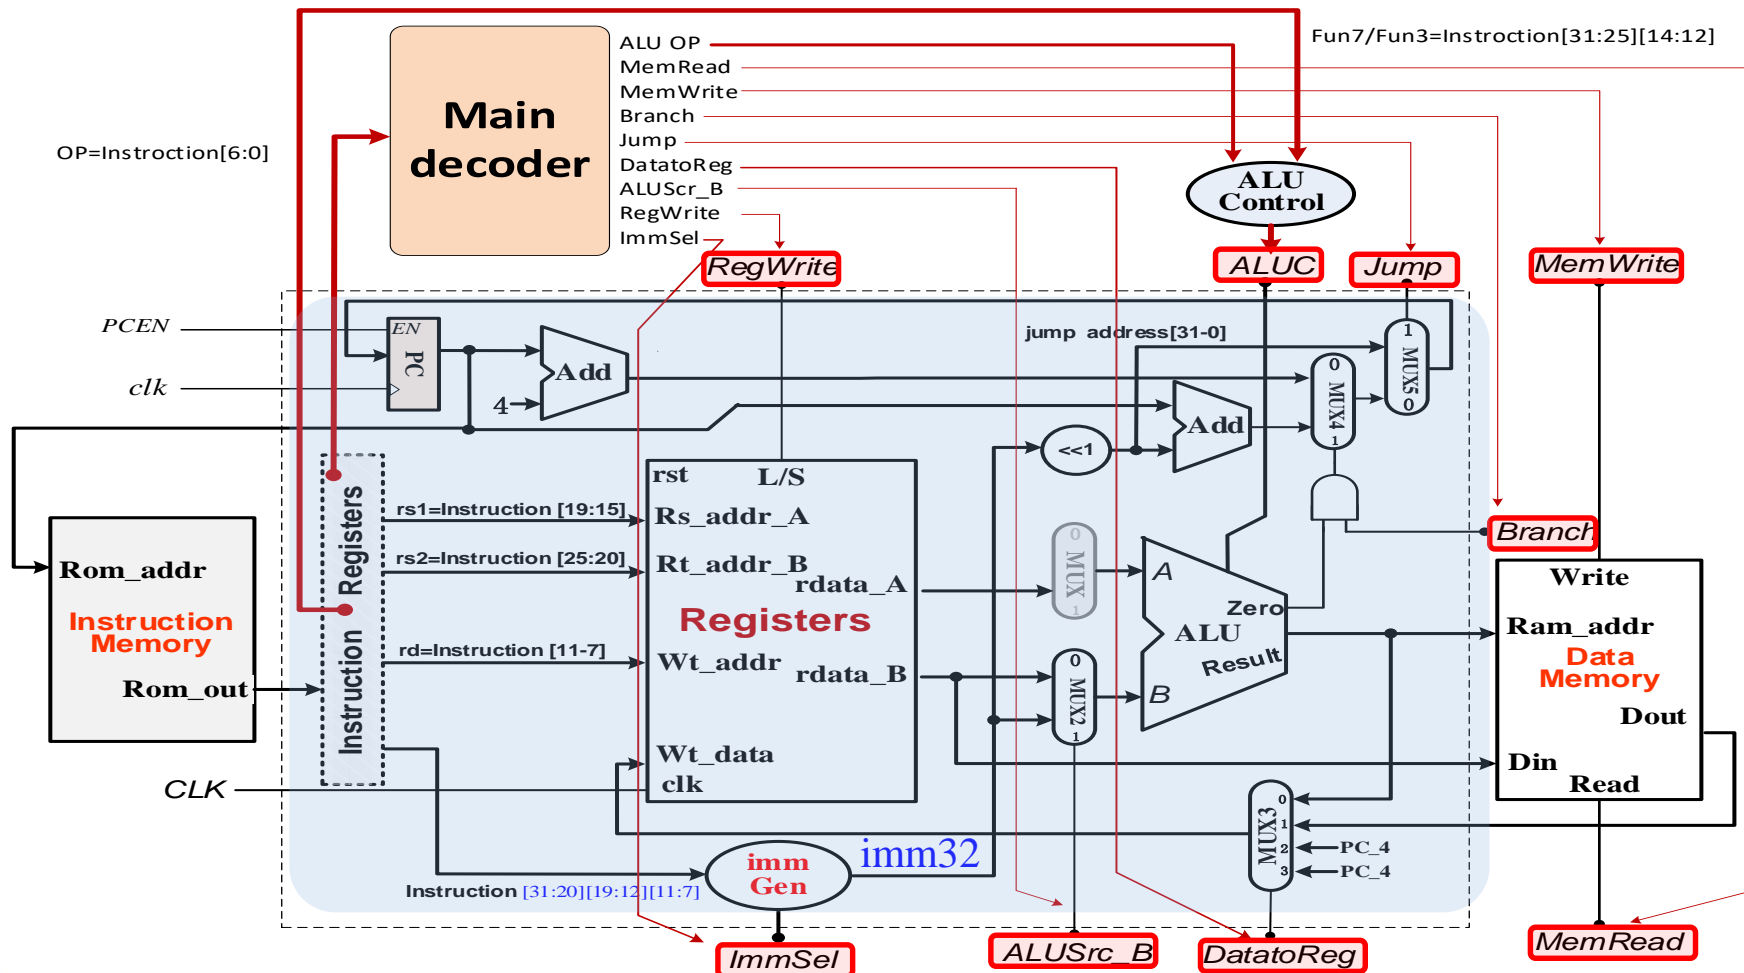 Fun7/Fun3=Instroction[31:25][14:12]
OP=Instroction[6:0]
Main
decoder
ALU OP
MemRead
MemWrite
Branch
Jump
DatatoReg
ALUScr_B
RegWrite
ImmSel
ALU
Control
RegWrite
ALUC
Jump
MemWrite
PCEN
clk
EN
PC
Add
4
jump address[31-0]
1
MUX5
0
0
MUX4
1
Add
<<1
Instruction Registers
rs1=Instruction [19:15]
rs2=Instruction [25:20]
rd=Instruction [11-7]
rst
L/S
Rs_addr_A
Rt_addr_B
rdata_A
Registers
Wt_addr
rdata_B
Wt_data
clk
CLK
Rom_addr
Instruction
Memory
Rom_out
0
MUX
1
0
MUX2
1
A
B
Zero
ALU
Result
Branch
Write
Ram_addr
Data
Memory
Dout
Din
Read
0
1
2
3
MUX3
PC_4
PC_4
imm
Gen
imm32
Instruction [31:20][19:12][11:7]
ImmSel
ALUSrc_B
DatatoReg
MemRead